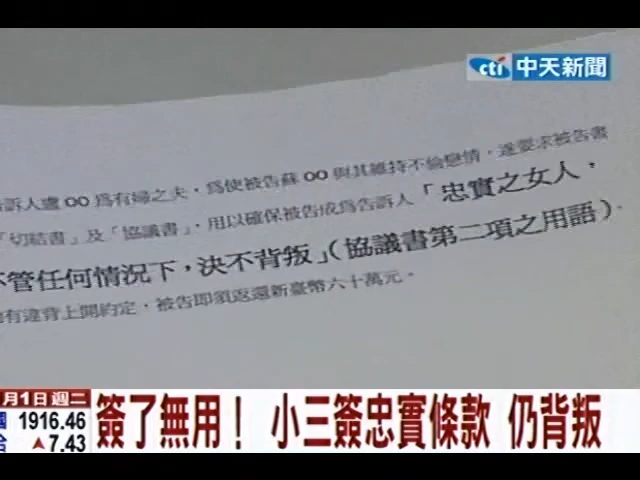 cti 中天新聞
訴人盧OO為有婦之夫，為使被告蘇OO與其維持不倫戀情，遂要求被告書
「切結書」及「協議書」，用以確保被告成為告訴人「忠實之女人，
管任何情況下，決不背叛」（協議書第二項之用語）。
有違背上開約定，被告即須返還新臺幣六十萬元。
月1日週二
1916.46
▲7.43
簽了無用！ 小三簽忠實條款 仍背叛